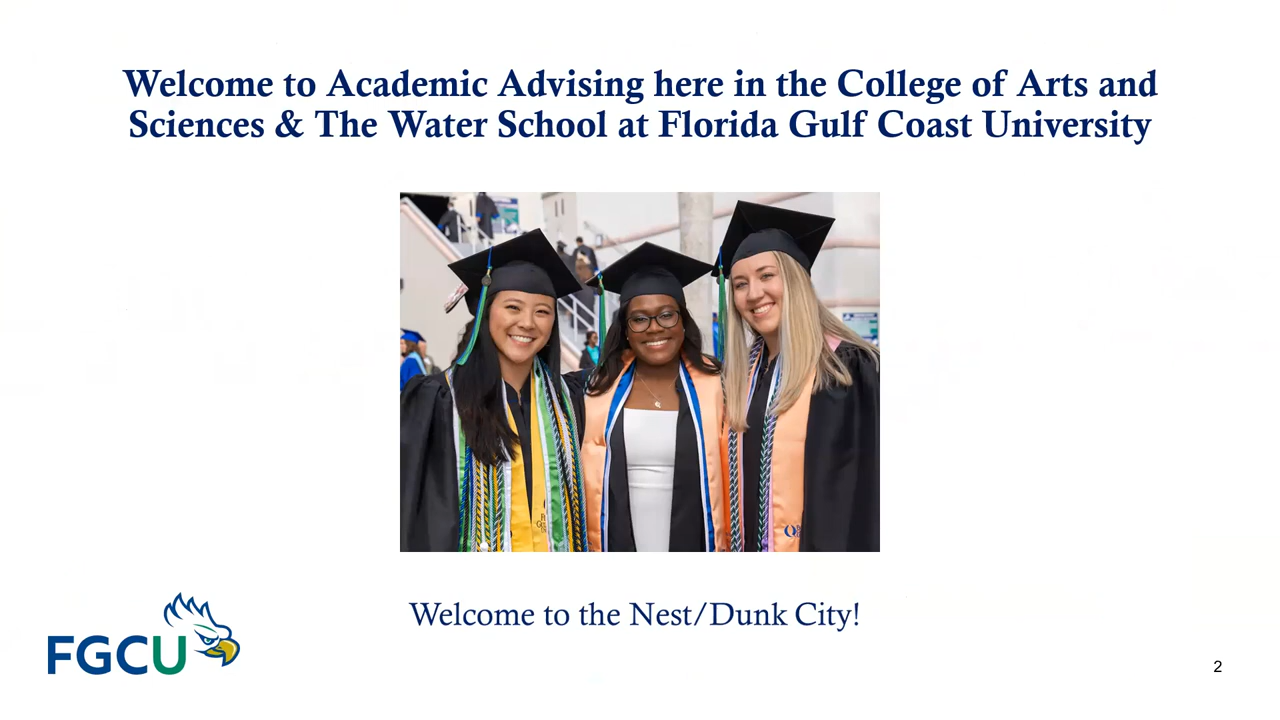 Welcome to Academic Advising here in the College of Arts and
Sciences & The Water School at Florida Gulf Coast University
Welcome to the Nest/Dunk City!
FGCU
2